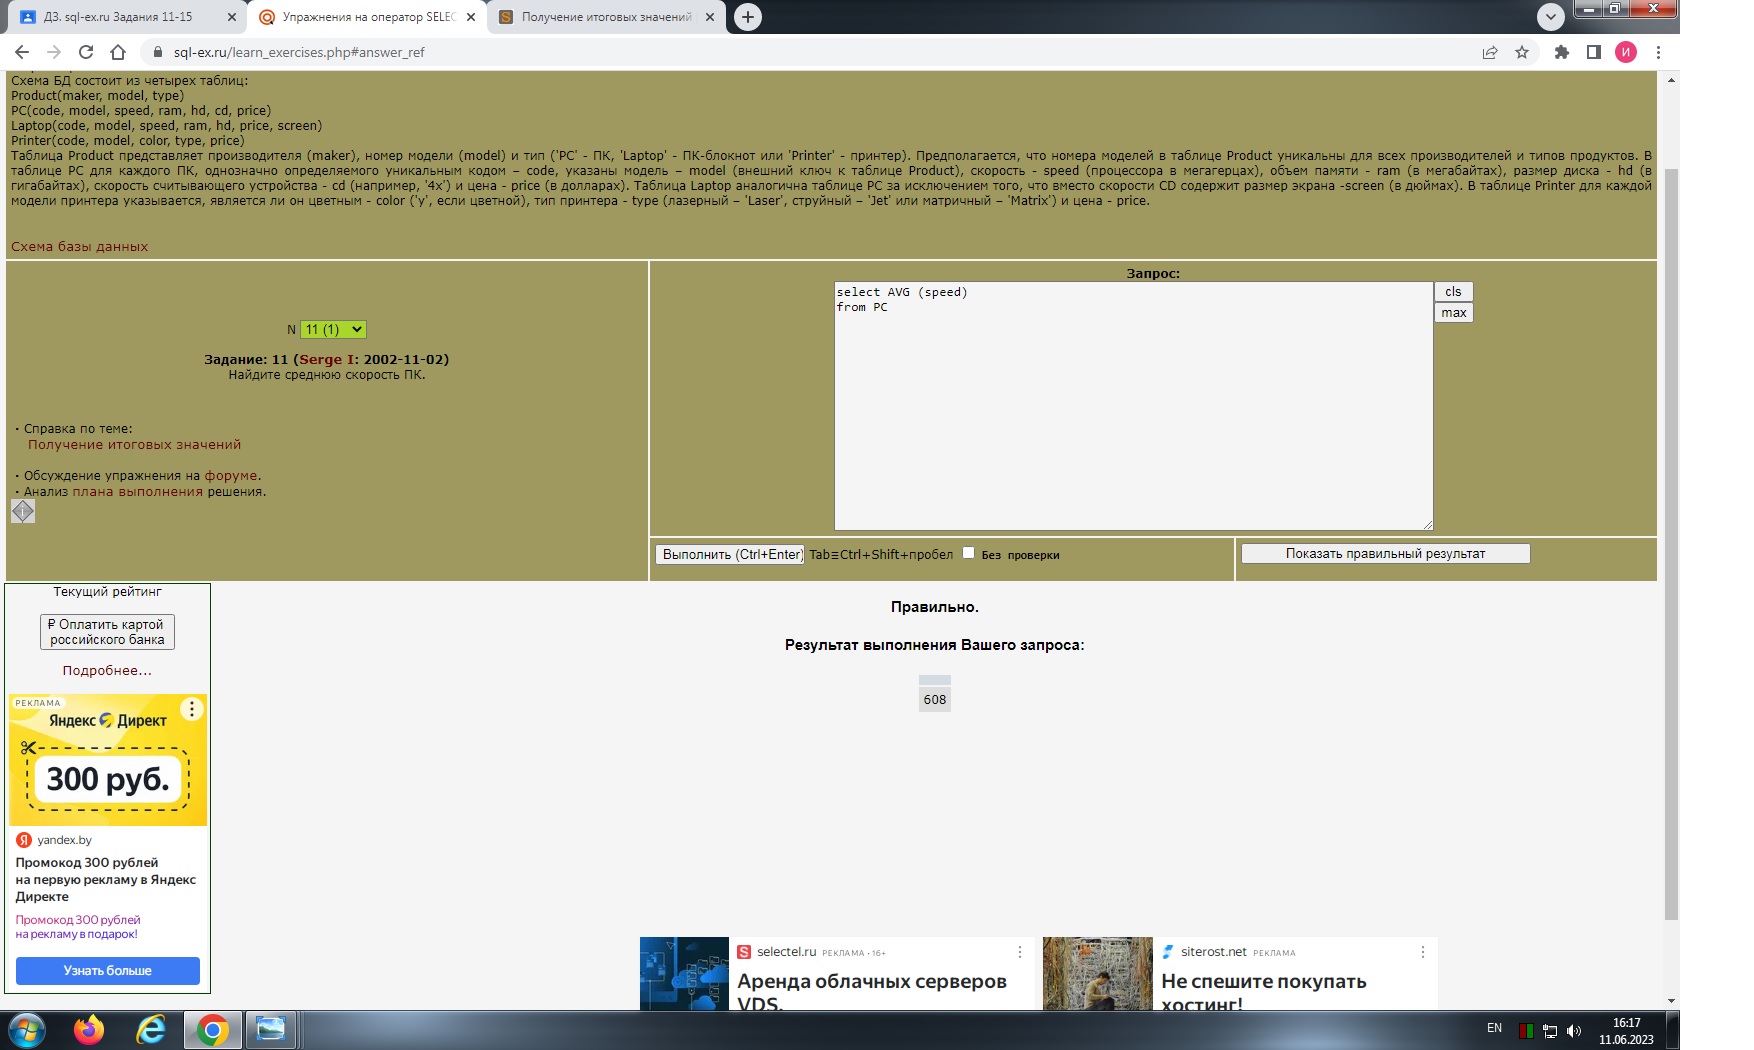 ДЗ. sql-ex.ru Задания 11-15
Упражнения на оператор SELEC
Получение итоговых значений
sql-ex.ru/learn_exercises.php#answer_ref
И
Схема БД состоит из четырех таблиц:
Product(maker, model, type)
PC(code, model, speed, ram, hd, cd, price)
Laptop(code, model, speed, ram, hd, price, screen)
Printer(code, model, color, type, price)
Таблица Product представляет производителя (maker), номер модели (model) и тип ('PC' - ПК, 'Laptop' - ПК-блокнот или 'Printer' - принтер). Предполагается, что номера моделей в таблице Product уникальны для всех производителей и типов продуктов. В
таблице PC для каждого ПК, однозначно определяемого уникальным кодом – code, указаны модель – model (внешний ключ к таблице Product), скорость - speed (процессора в мегагерцах), объем памяти - ram (в мегабайтах), размер диска - hd (в
гигабайтах), скорость считывающего устройства - cd (например, '4x') и цена - price (в долларах). Таблица Laptop аналогична таблице РС за исключением того, что вместо скорости CD содержит размер экрана -screen (в дюймах). В таблице Printer для каждой
модели принтера указывается, является ли он цветным - color ('y', если цветной), тип принтера - type (лазерный – 'Laser', струйный – 'Jet' или матричный – 'Matrix') и цена - price.
Схема базы данных
N 11 (1)
Задание: 11 (Serge I: 2002-11-02)
Найдите среднюю скорость ПК.
· Справка по теме:
Получение итоговых значений
· Обсуждение упражнения на форуме.
· Анализ плана выполнения решения.
Запрос:
select AVG (speed)
from PC
cls
max
Выполнить (Ctrl+Enter) Tab≡Ctrl+Shift+пробел Без проверки
Показать правильный результат
Правильно.
Результат выполнения Вашего запроса:
608
Текущий рейтинг
₽ Оплатить картой
российского банка
Подробнее...
РЕКЛАМА
Яндекс Директ
300 руб.
Я yandex.by
Промокод 300 рублей
на первую рекламу в Яндекс
Директе
Промокод 300 рублей
на рекламу в подарок!
Узнать больше
S selectel.ru РЕКЛАМА • 16+
Аренда облачных серверов
VDS.
siterost.net РЕКЛАМА
Не спешите покупать
хостинг!
EN
16:17
11.06.2023